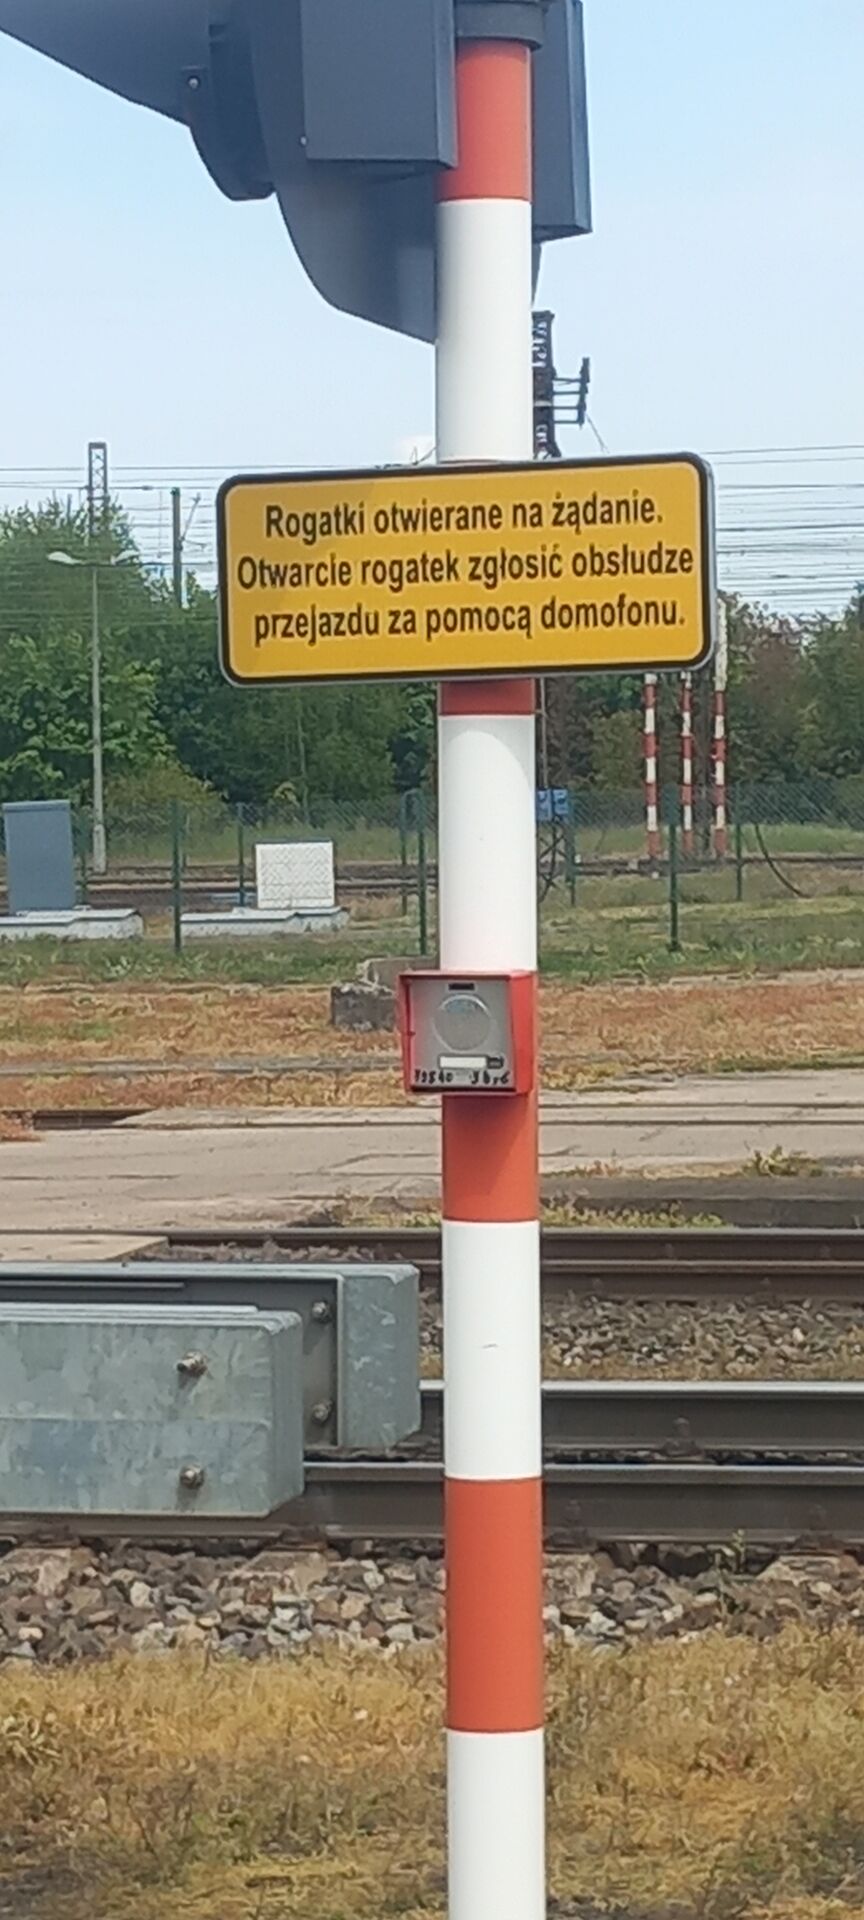 Rogatki otwierane na żądanie.
Otwarcie rogatek zgłosić obsłudze
przejazdu za pomocą domofonu.